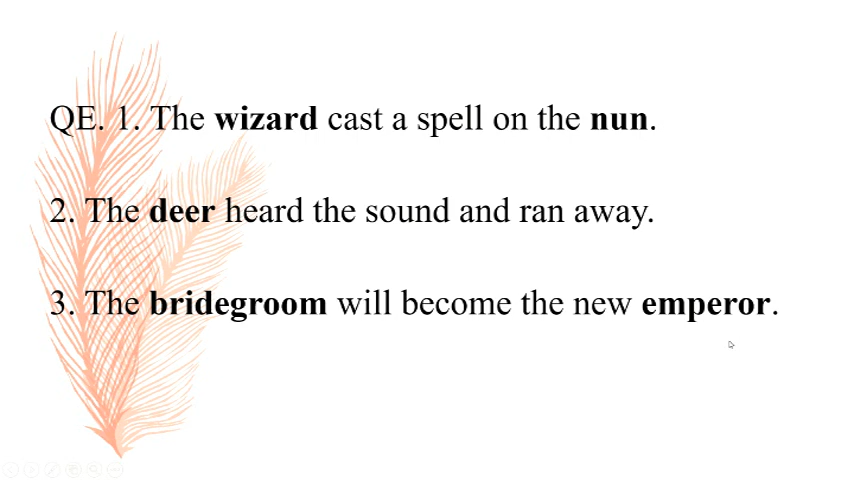 QE. 1. The wizard cast a spell on the nun.
2. The deer heard the sound and ran away.
3. The bridegroom will become the new emperor.